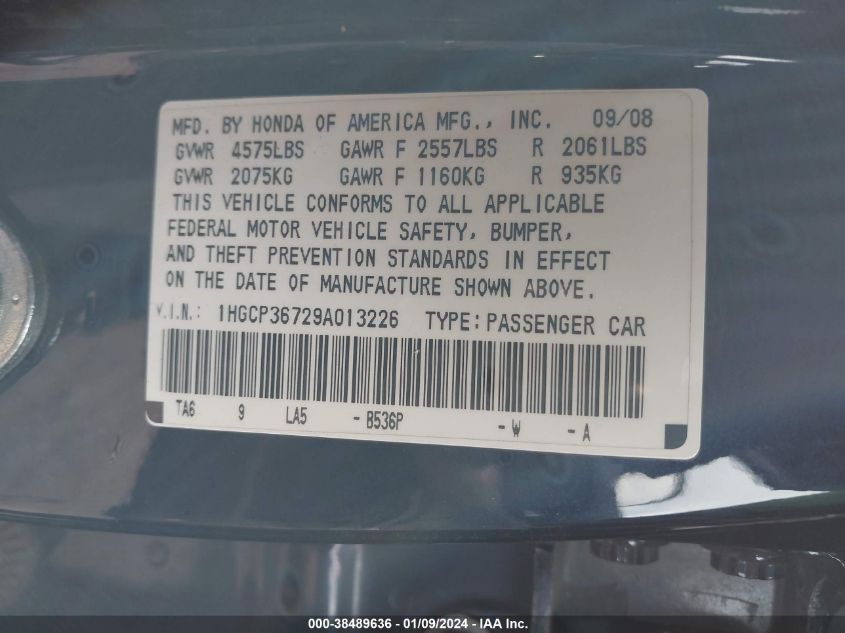 MFD. BY HONDA OF AMERICA MFG., INC. 09/08
GVWR 4575LBS GAWR F 2557LBS R 2061LBS
GVWR 2075KG GAWR F 1160KG R 935KG
THIS VEHICLE CONFORMS TO ALL APPLICABLE
FEDERAL MOTOR VEHICLE SAFETY, BUMPER,
AND THEFT PREVENTION STANDARDS IN EFFECT
ON THE DATE OF MANUFACTURE SHOWN ABOVE.
V.I.N.: 1HGCP36729A013226 TYPE:PASSENGER CAR
TA6 9 LA5 - B536P - W - A
000-38489636 - 01/09/2024 - IAA Inc.